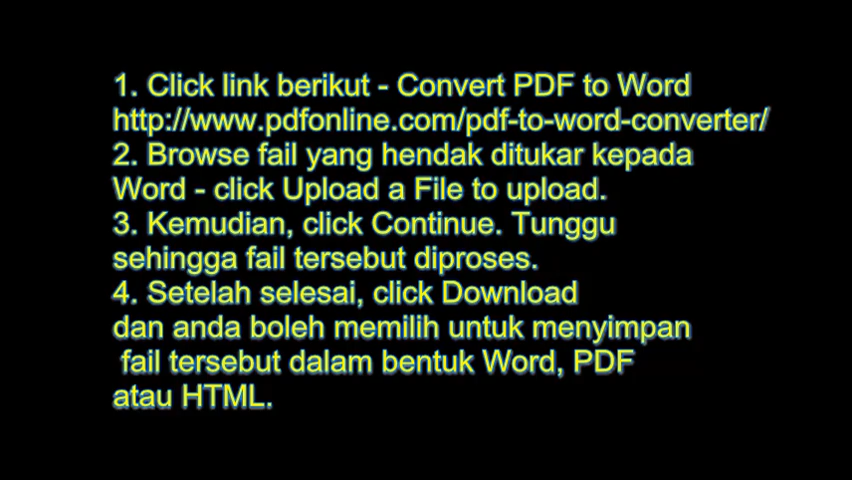 1. Click link berikut - Convert PDF to Word
http://www.pdfonline.com/pdf-to-word-converter/
2. Browse fail yang hendak ditukar kepada
Word - click Upload a File to upload.
3. Kemudian, click Continue. Tunggu
sehingga fail tersebut diproses.
4. Setelah selesai, click Download
dan anda boleh memilih untuk menyimpan
fail tersebut dalam bentuk Word, PDF
atau HTML.